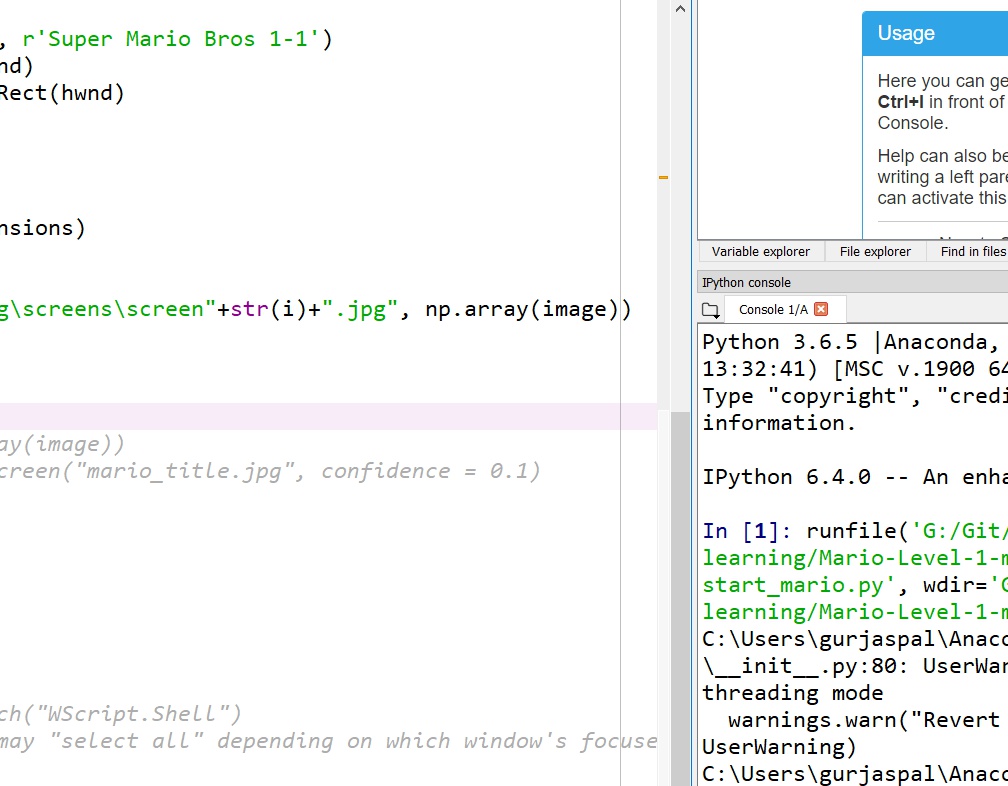 , r'Super Mario Bros 1-1')
nd)
Rect(hwnd)
nsions)
g\screens\screen"+str(i)+".jpg", np.array(image))
ay(image))
creen("mario_title.jpg", confidence = 0.1)
ch("WScript.Shell")
may "select all" depending on which window's focuse
Usage
Here you can ge
Ctrl+I in front of
Console.
Help can also be
writing a left pare
can activate this
Variable explorer File explorer Find in files
IPython console
Console 1/A
Python 3.6.5 |Anaconda,
13:32:41) [MSC v.1900 64
Type "copyright", "credi
information.
IPython 6.4.0 -- An enha
In [1]: runfile('G:/Git/
learning/Mario-Level-1-m
start_mario.py', wdir='G
learning/Mario-Level-1-m
C:\Users\gurjaspal\Anaco
\__init__.py:80: UserWar
threading mode
warnings.warn("Revert
UserWarning)
C:\Users\gurjaspal\Anaco